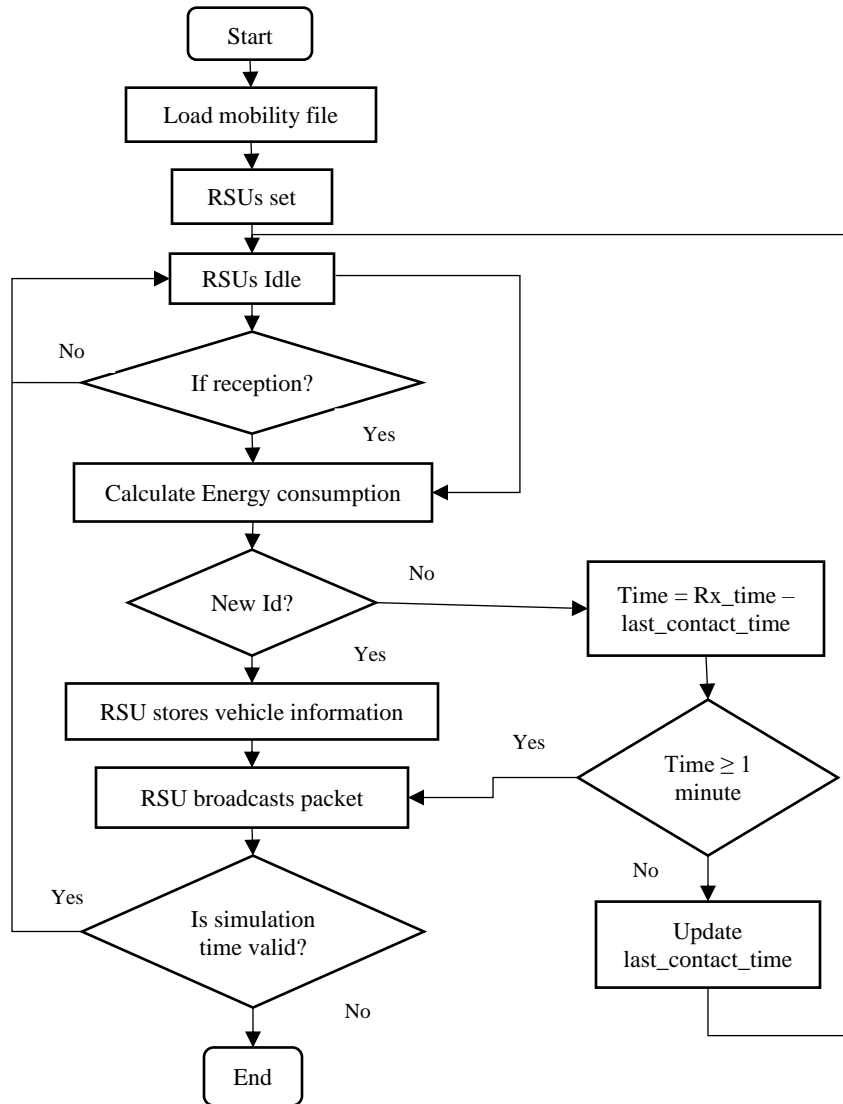 Start
Load mobility file
RSUs set
RSUs Idle
No
If reception?
Yes
Calculate Energy consumption
New Id?
No
Time = Rx_time –
last_contact_time
Yes
RSU stores vehicle information
Yes
Time ≥ 1
minute
RSU broadcasts packet
No
Yes
Is simulation
time valid?
Update
last_contact_time
No
End